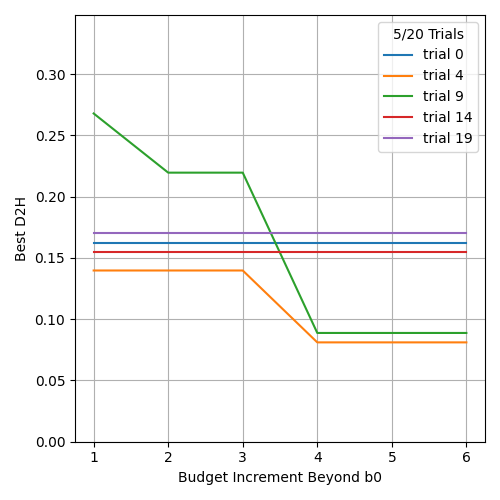 5/20 Trials
trial 0
trial 4
trial 9
trial 14
trial 19
0.30
0.25
0.20
0.15
0.10
0.05
0.00
Best D2H
1 2 3 4 5 6
Budget Increment Beyond b0